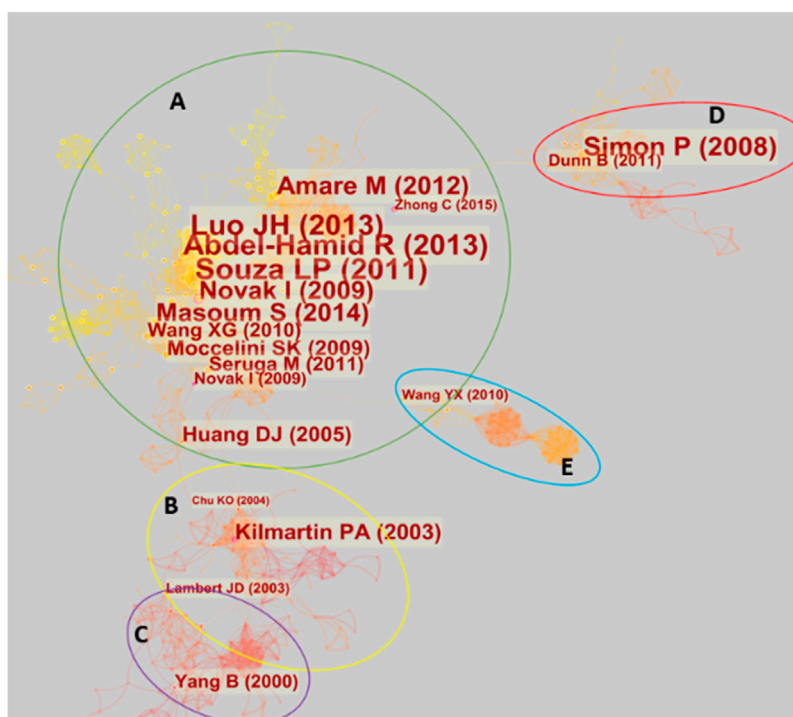 A
D
Simon P (2008)
Dunn B (2011)
Amare M (2012)
Zhong C (2015)
Luo JH (2013)
Abdel-Hamid R (2013)
Souza LP (2011)
Novak I (2009)
Masoum S (2014)
Wang XG (2010)
Moccelini SK (2009)
Seruga M (2011)
Novak I (2009)
Wang YX (2010)
Huang DJ (2005)
E
B
Chu KO (2004)
Kilmartin PA (2003)
Lambert JD (2003)
C
Yang B (2000)